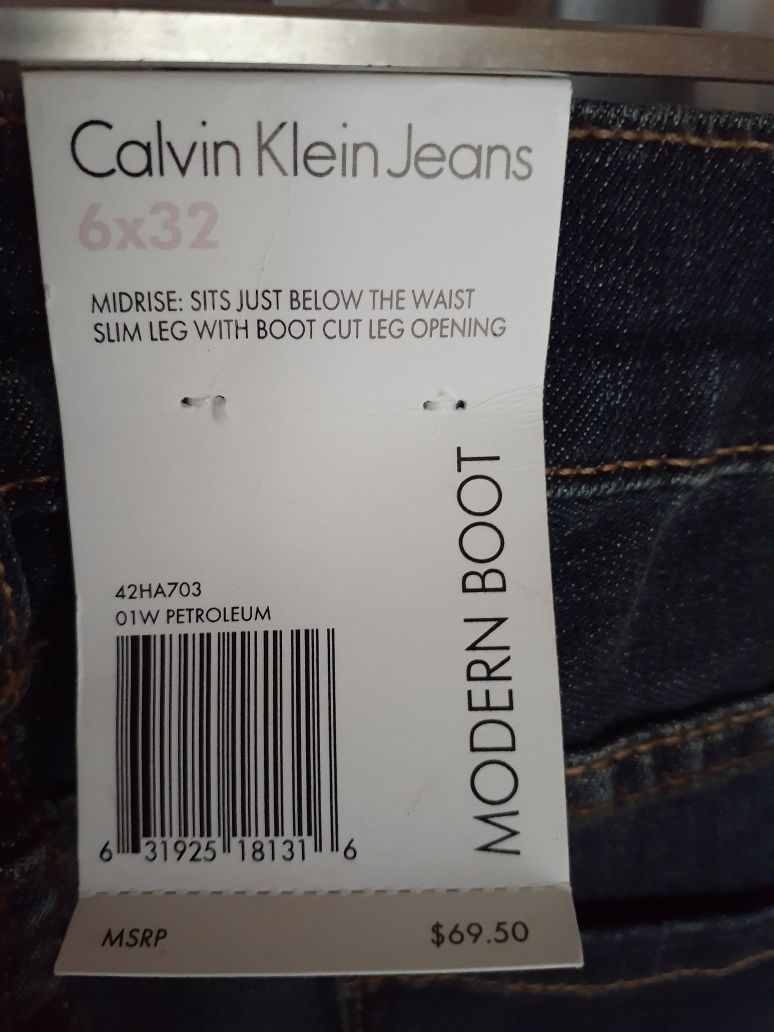 Calvin Klein Jeans
6x32
MIDRISE: SITS JUST BELOW THE WAIST
SLIM LEG WITH BOOT CUT LEG OPENING
MODERN BOOT
42HA703
01W PETROLEUM
6 31925 18131 6
MSRP $69.50